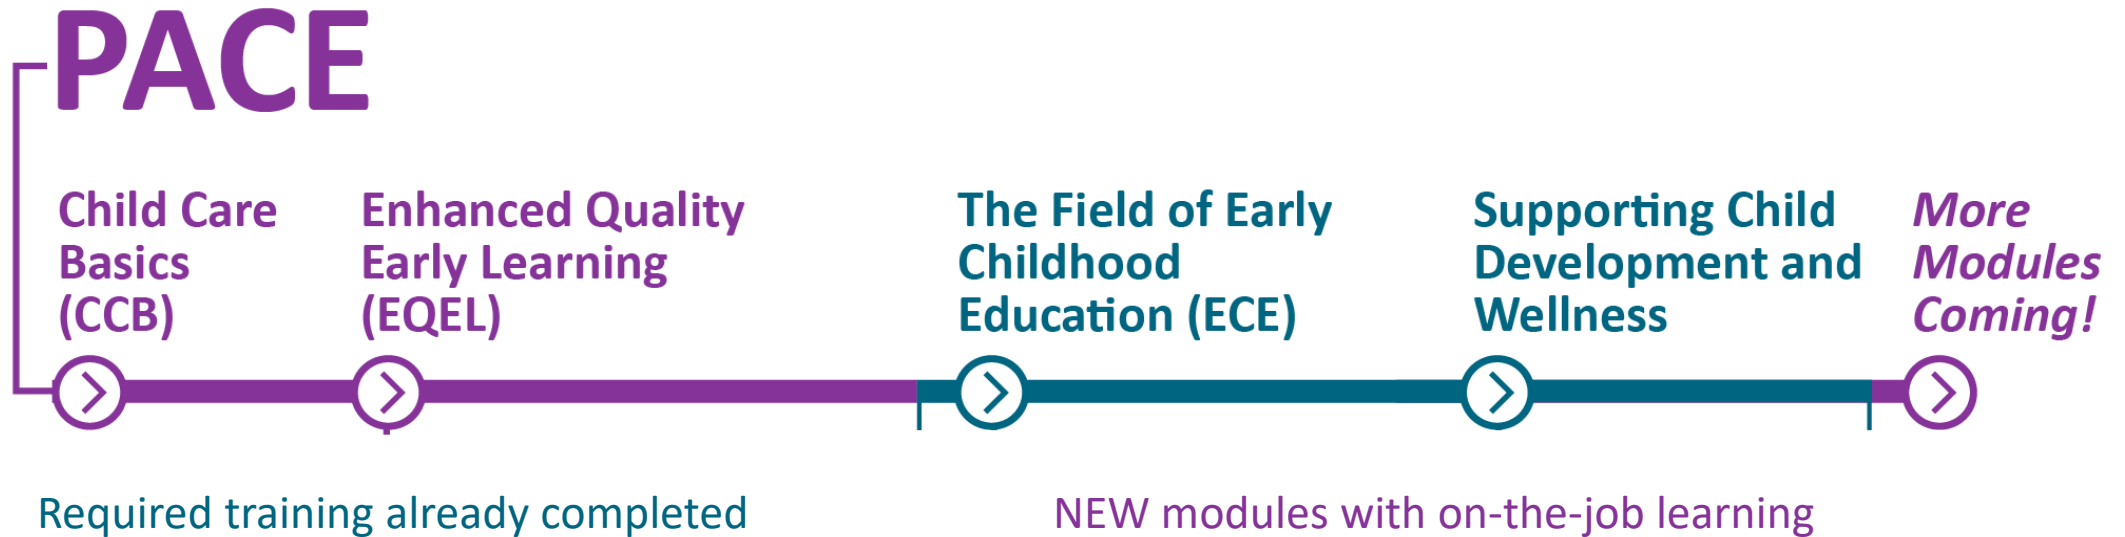 PACE
Child Care
Basics
(CCB)
Enhanced Quality
Early Learning
(EQEL)
The Field of Early
Childhood
Education (ECE)
Supporting Child
Development and
Wellness
More
Modules
Coming!
Required training already completed
NEW modules with on-the-job learning